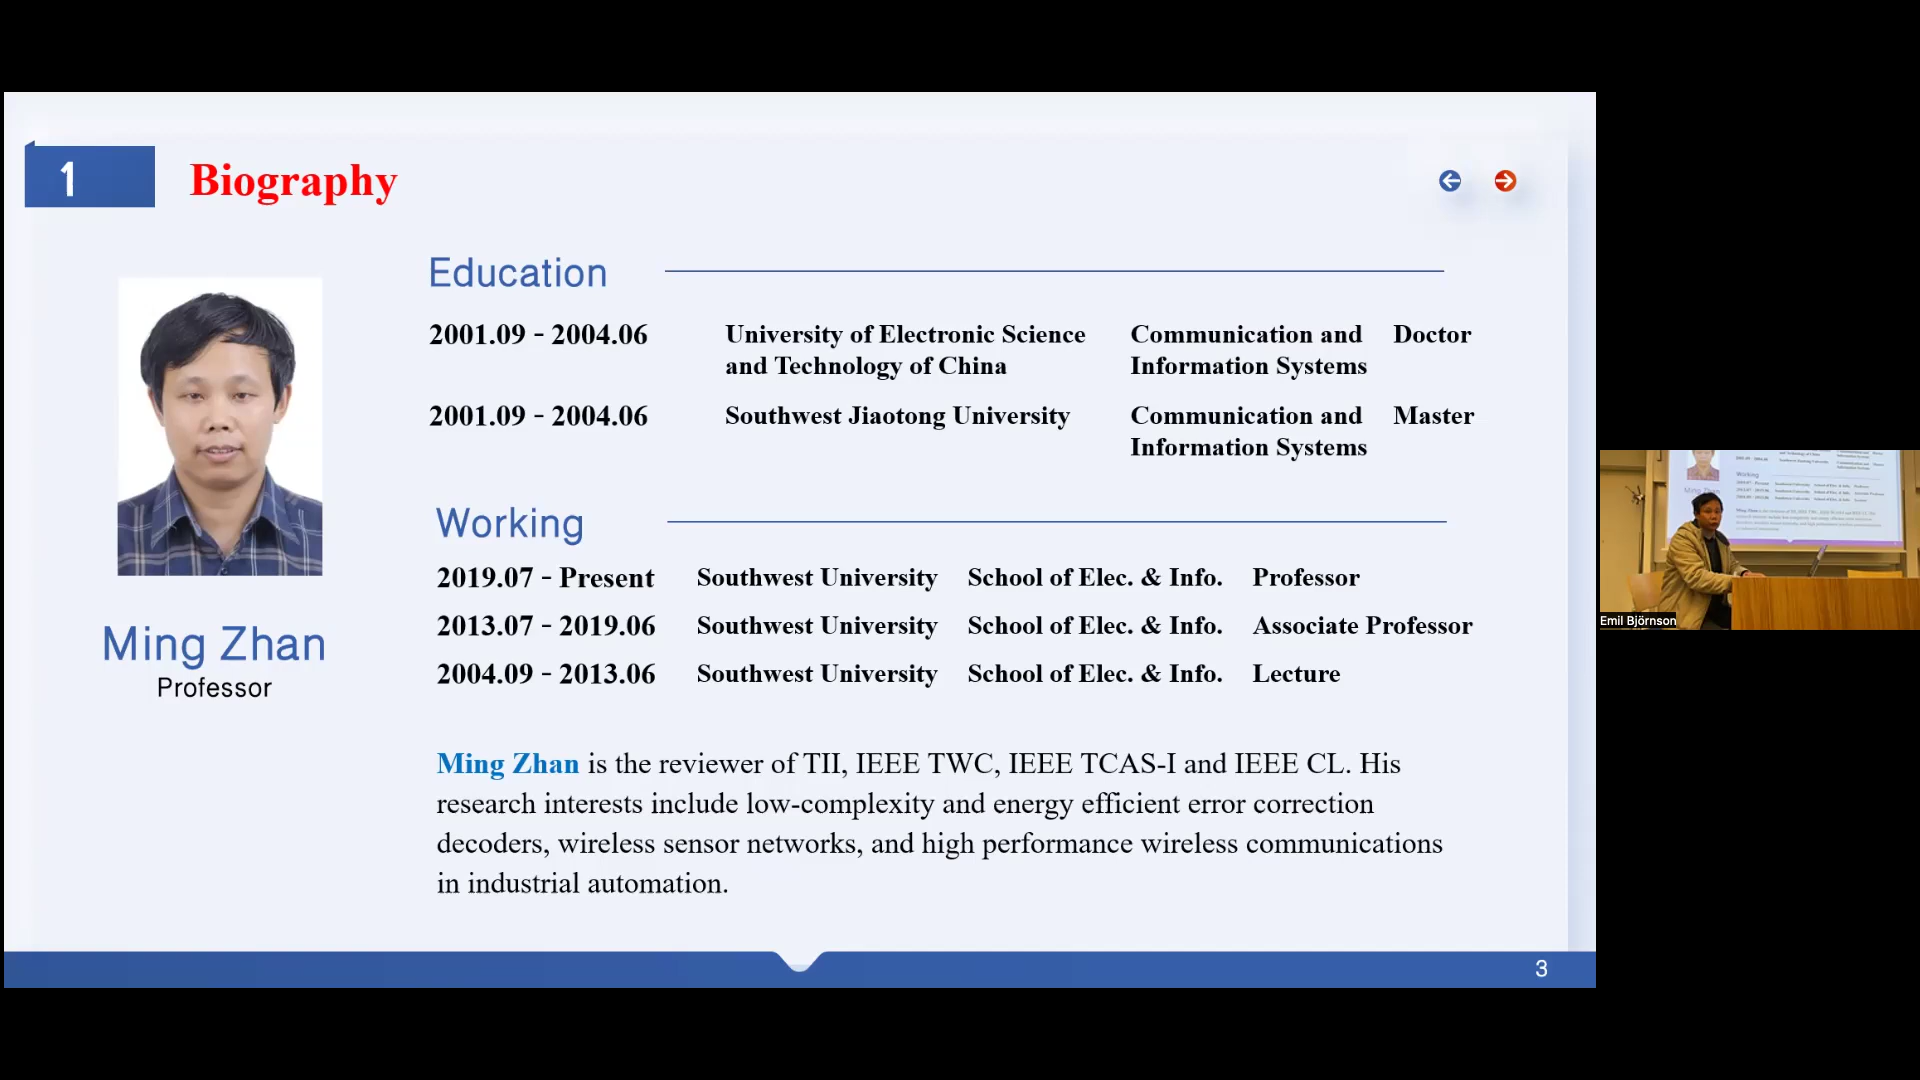 1 Biography
Education
2001.09 - 2004.06 University of Electronic Science and Technology of China Communication and Information Systems Doctor
2001.09 - 2004.06 Southwest Jiaotong University Communication and Information Systems Master
Working
2019.07 - Present Southwest University School of Elec. & Info. Professor
2013.07 - 2019.06 Southwest University School of Elec. & Info. Associate Professor
2004.09 - 2013.06 Southwest University School of Elec. & Info. Lecture
Ming Zhan
Professor
Ming Zhan is the reviewer of TII, IEEE TWC, IEEE TCAS-I and IEEE CL. His
research interests include low-complexity and energy efficient error correction
decoders, wireless sensor networks, and high performance wireless communications
in industrial automation.
3
Emil Björnson